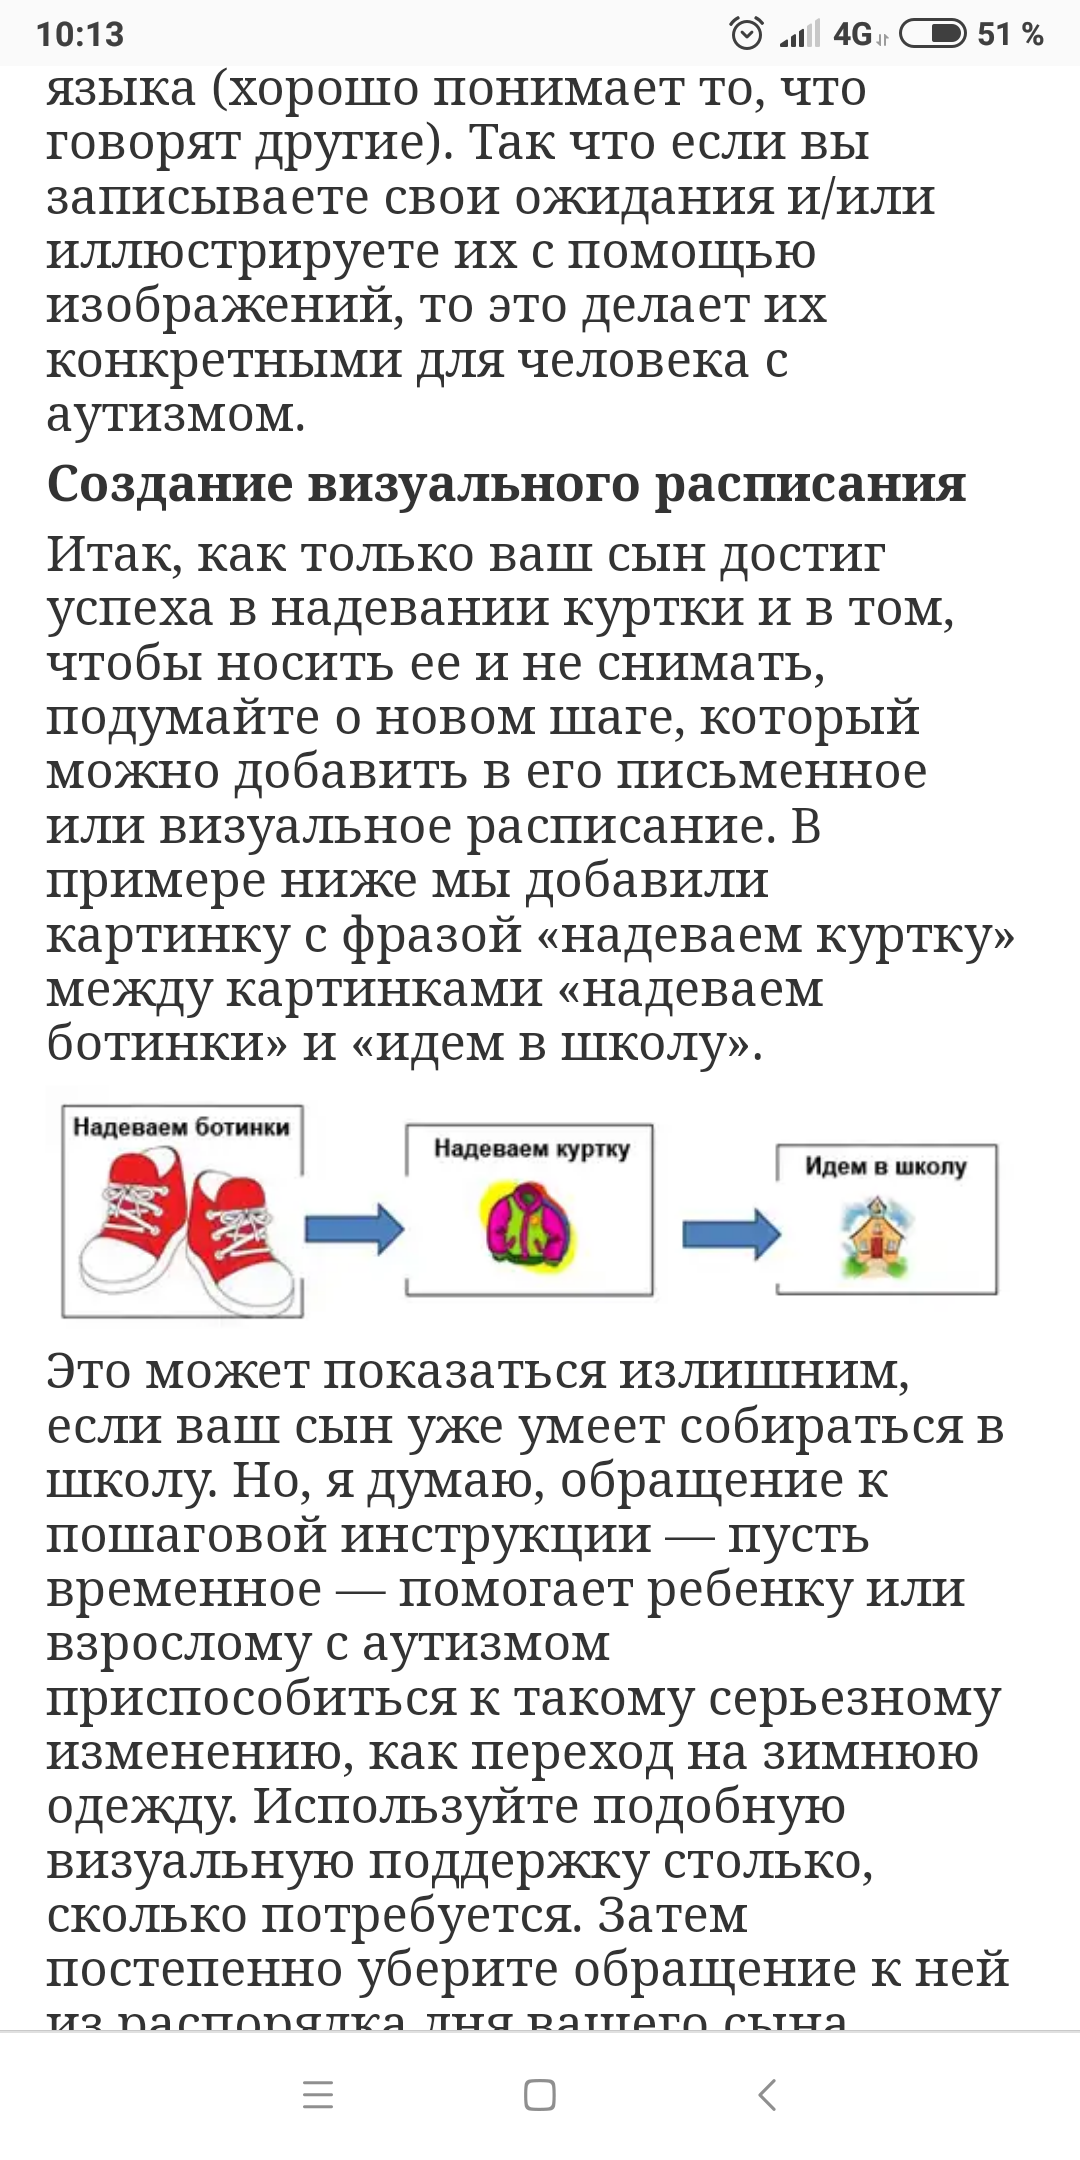 10:13
4G
51 %
языка (хорошо понимает то, что
говорят другие). Так что если вы
записываете свои ожидания и/или
иллюстрируете их с помощью
изображений, то это делает их
конкретными для человека с
аутизмом.
Создание визуального расписания
Итак, как только ваш сын достиг
успеха в надевании куртки и в том,
чтобы носить ее и не снимать,
подумайте о новом шаге, который
можно добавить в его письменное
или визуальное расписание. В
примере ниже мы добавили
картинку с фразой «надеваем куртку»
между картинками «надеваем
ботинки» и «идем в школу».
Надеваем ботинки
Надеваем куртку
Идем в школу
Это может показаться излишним,
если ваш сын уже умеет собираться в
школу. Но, я думаю, обращение к
пошаговой инструкции — пусть
временное — помогает ребенку или
взрослому с аутизмом
приспособиться к такому серьезному
изменению, как переход на зимнюю
одежду. Используйте подобную
визуальную поддержку столько,
сколько потребуется. Затем
постепенно уберите обращение к ней
из распорядка дня вашего сына